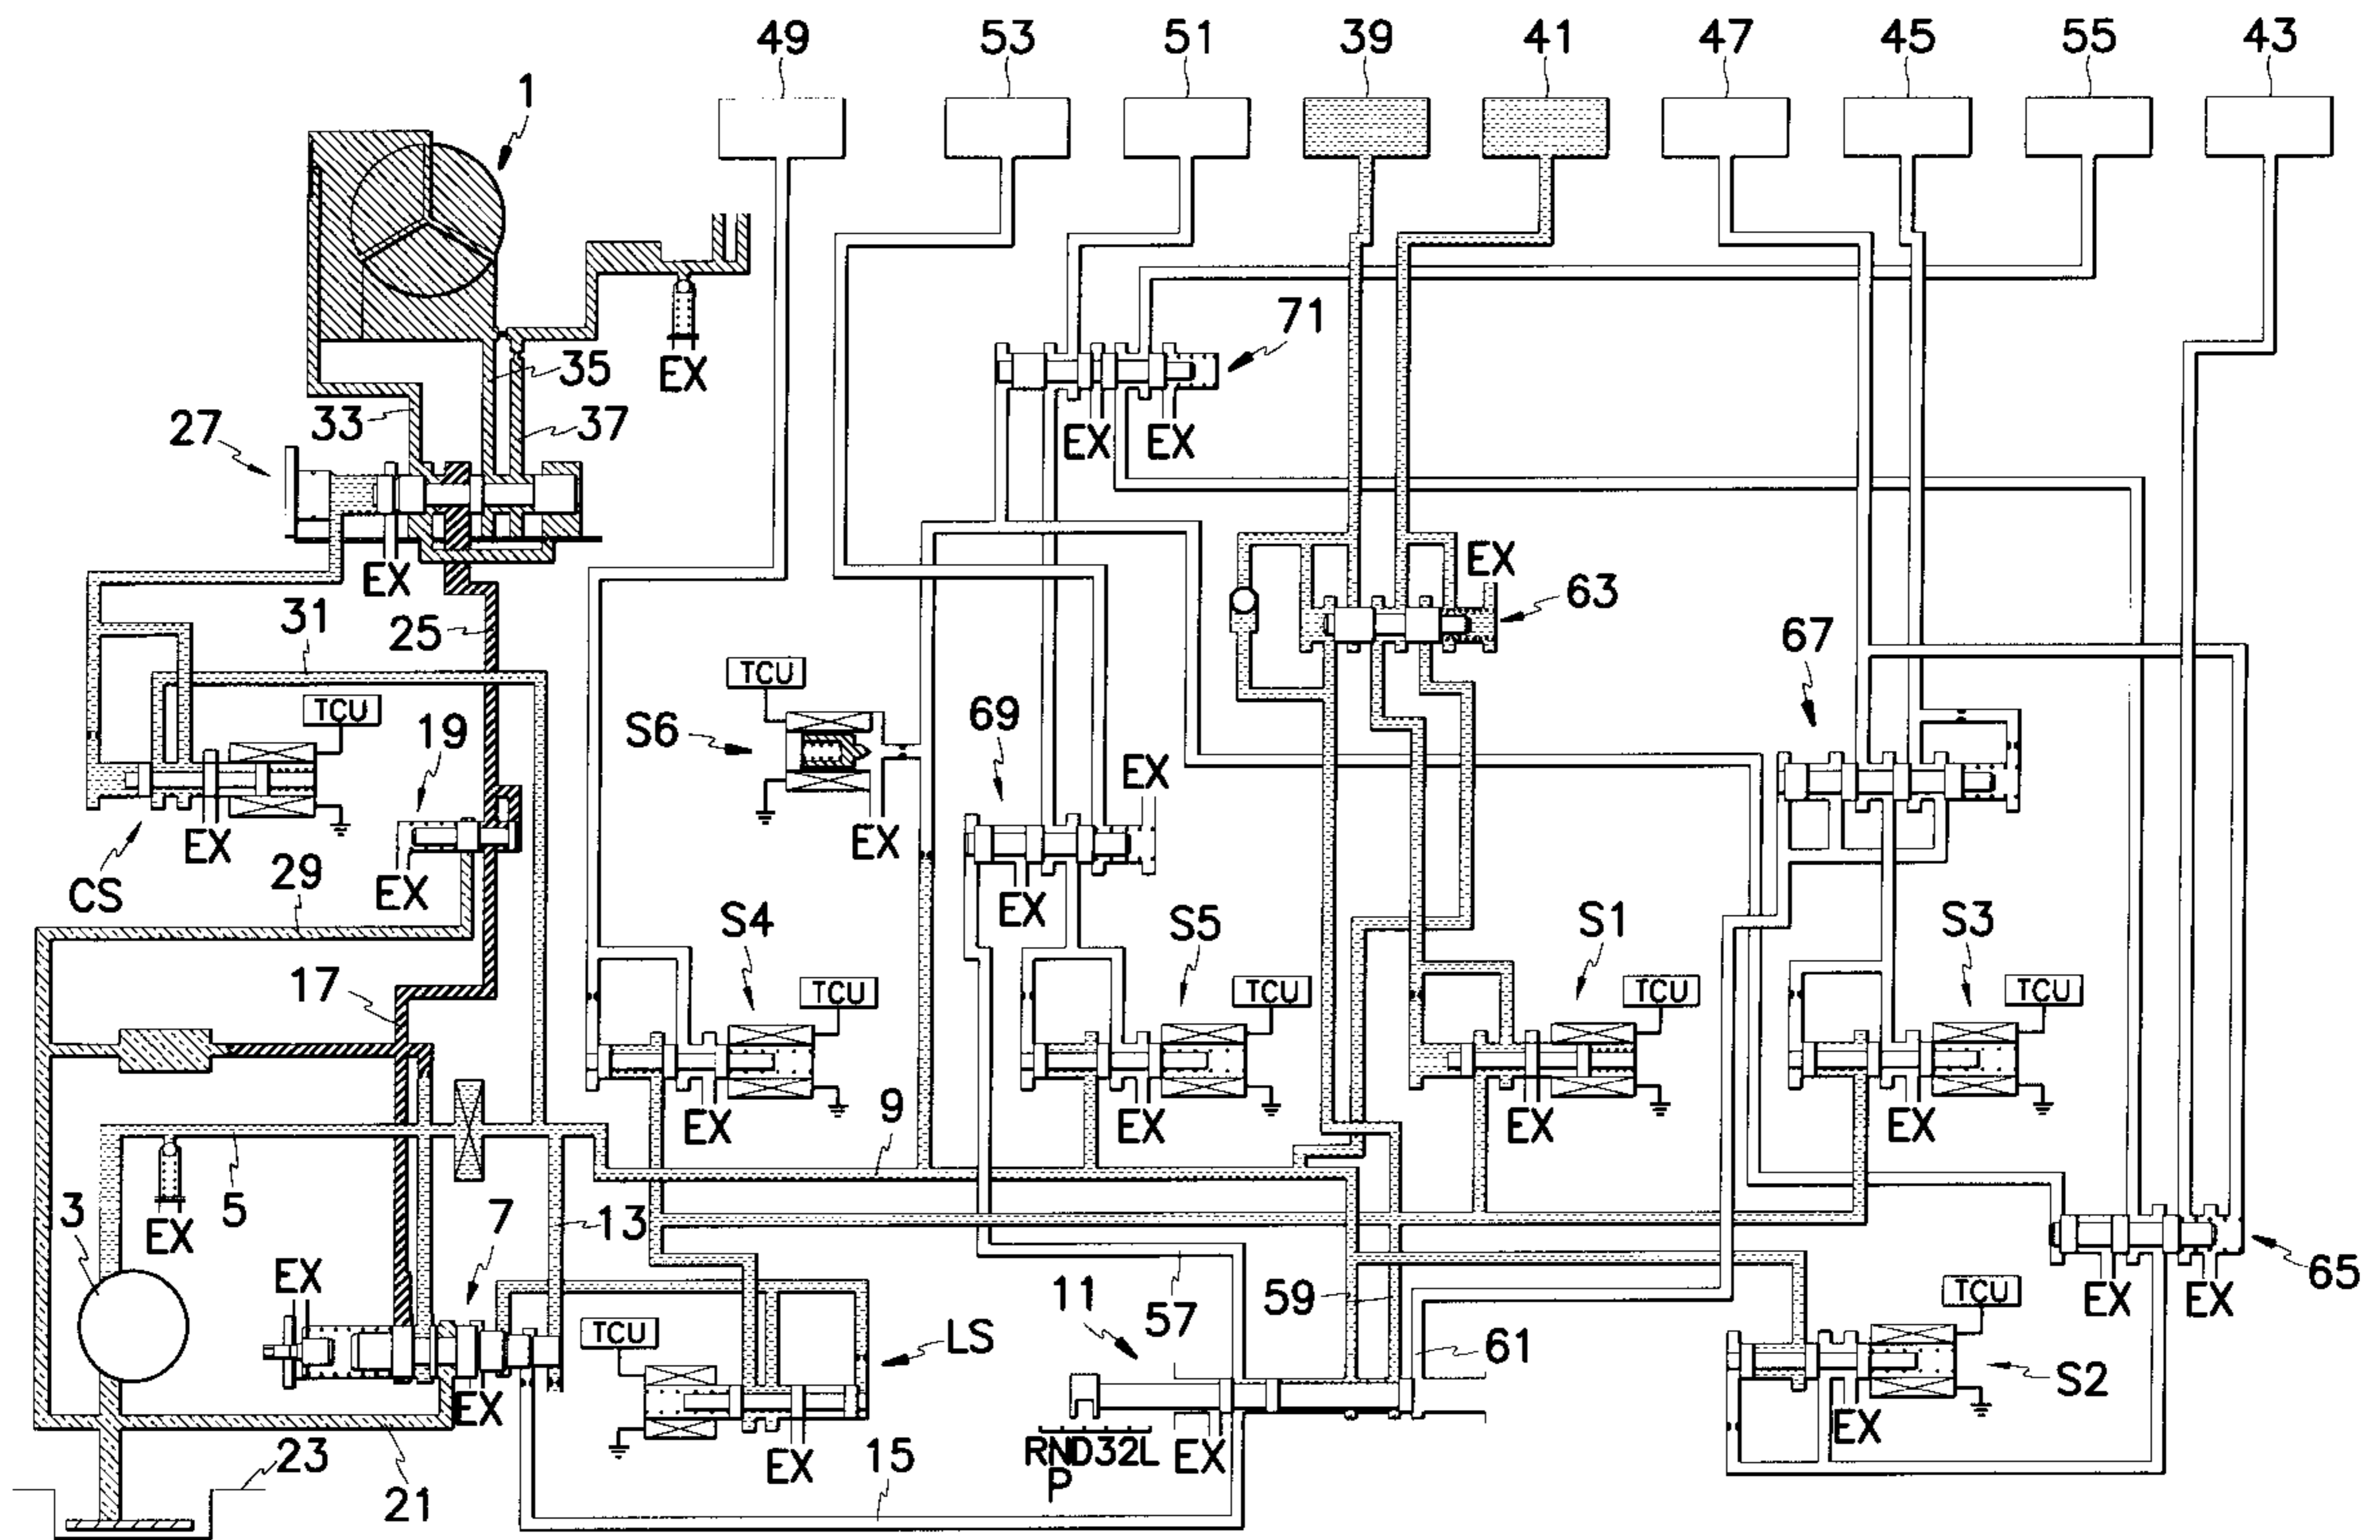 49 53 51 39 41 47 45 55 43
1
71
35 EX
33 37
27 EX EX
EX EX
63
31 25 67
TCU
TCU S6 69
19
EX
EX EX
CS 29 EX EX
S4 S5 S1 S3
17 TCU TCU TCU TCU
9 EX EX EX EX
3 5 7 13
EX
EX 11 59 EX EX 65
57 TCU
TCU LS 61
S2
EX EX
RND32L EX
EX 15
P
23
21